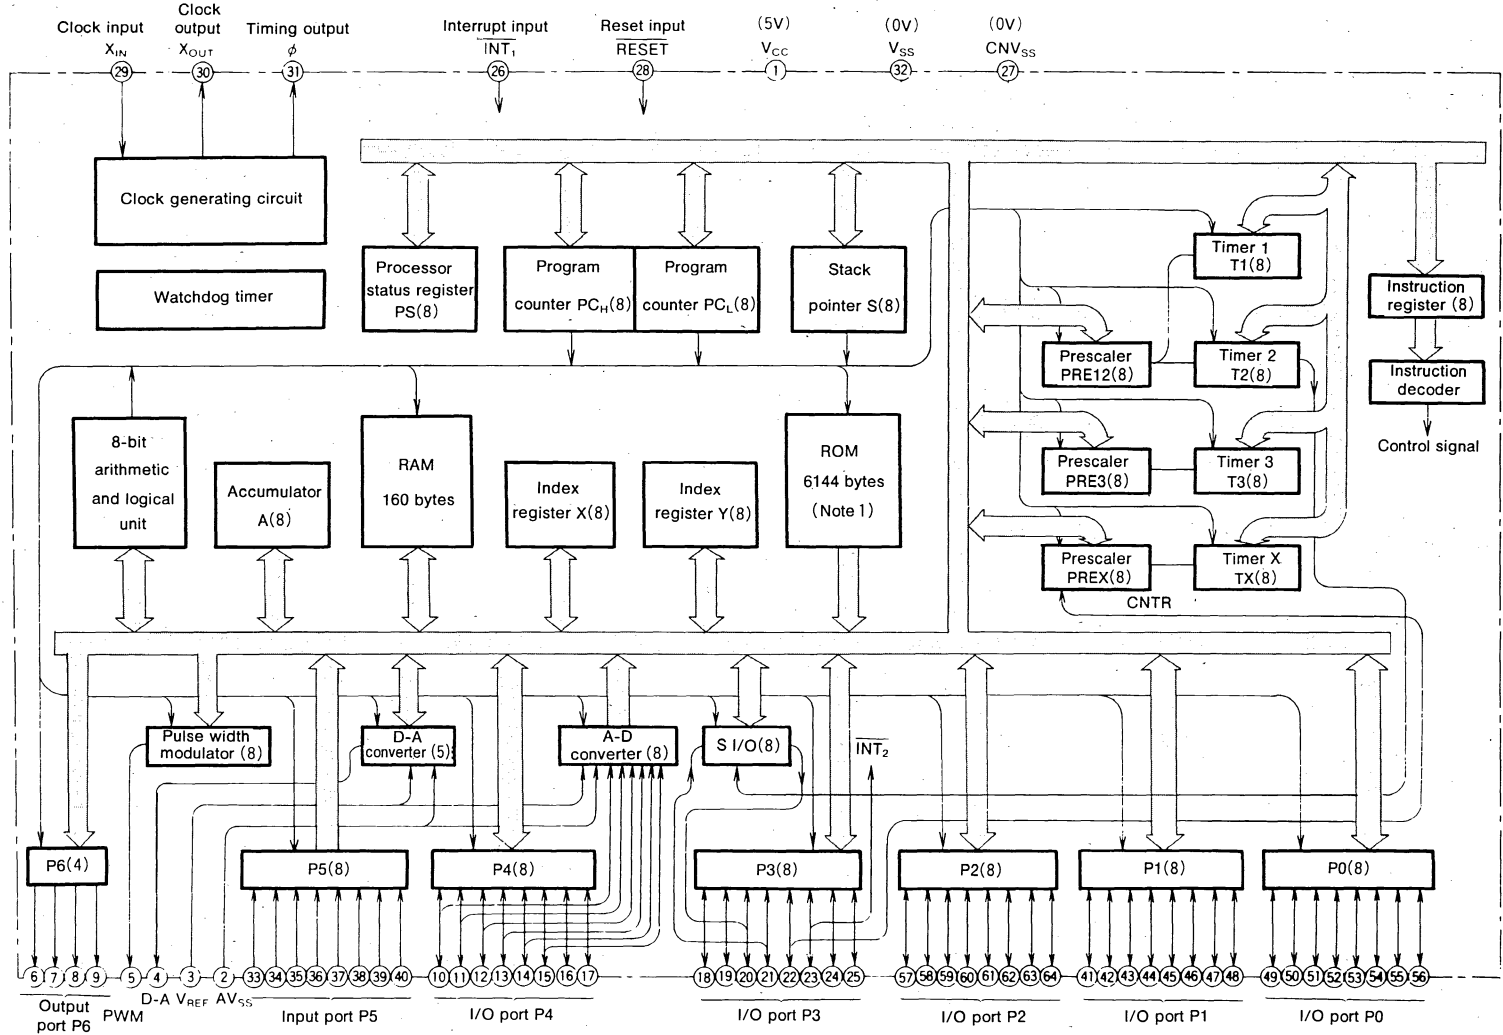 Clock input
X_IN
29
Clock
output
X_OUT
30
Timing output
ϕ
31
Interrupt input
INT₁
26
Reset input
RESET
28
(5V)
V_CC
1
(0V)
V_SS
32
(0V)
CNV_SS
27
Clock generating circuit
Watchdog timer
Processor
status register
PS(8)
Program
counter PC_H(8)
Program
counter PC_L(8)
Stack
pointer S(8)
Timer 1
T1(8)
Instruction
register (8)
Prescaler
PRE12(8)
Timer 2
T2(8)
Instruction
decoder
Control signal
8-bit
arithmetic
and logical
unit
Accumulator
A(8)
RAM
160 bytes
Index
register X(8)
Index
register Y(8)
ROM
6144 bytes
(Note 1)
Prescaler
PRE3(8)
Timer 3
T3(8)
Prescaler
PREX(8)
Timer X
TX(8)
CNTR
Pulse width
modulator (8)
D-A
converter (5)
A-D
converter (8)
S I/O(8)
INT₂
P6(4)
P5(8)
P4(8)
P3(8)
P2(8)
P1(8)
P0(8)
6 7 8 9 5 4 3 2 33 34 35 36 37 38 39 40 10 11 12 13 14 15 16 17 18 19 20 21 22 23 24 25 57 58 59 60 61 62 63 64 41 42 43 44 45 46 47 48 49 50 51 52 53 54 55 56
Output
port P6
PWM
D-A V_REF AV_SS
Input port P5
I/O port P4
I/O port P3
I/O port P2
I/O port P1
I/O port P0